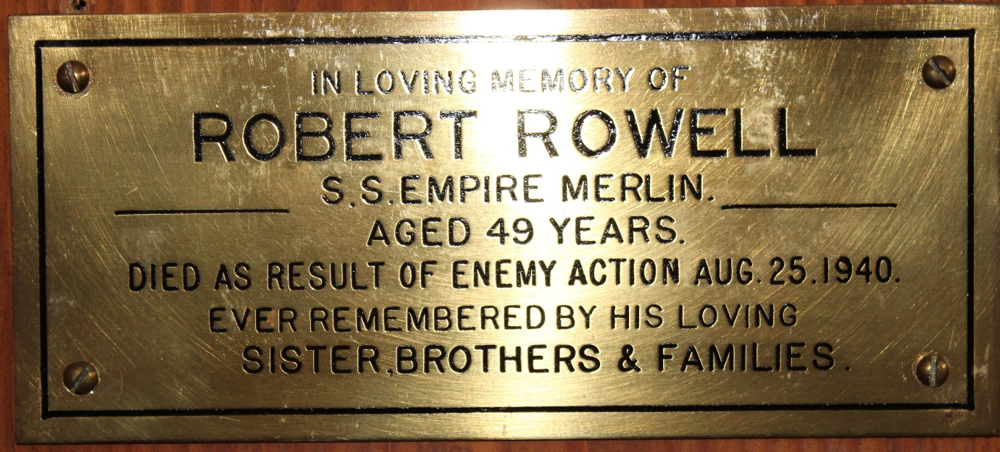 IN LOVING MEMORY OF
ROBERT ROWELL
S.S. EMPIRE MERLIN.
AGED 49 YEARS.
DIED AS RESULT OF ENEMY ACTION AUG. 25. 1940.
EVER REMEMBERED BY HIS LOVING
SISTER, BROTHERS & FAMILIES.